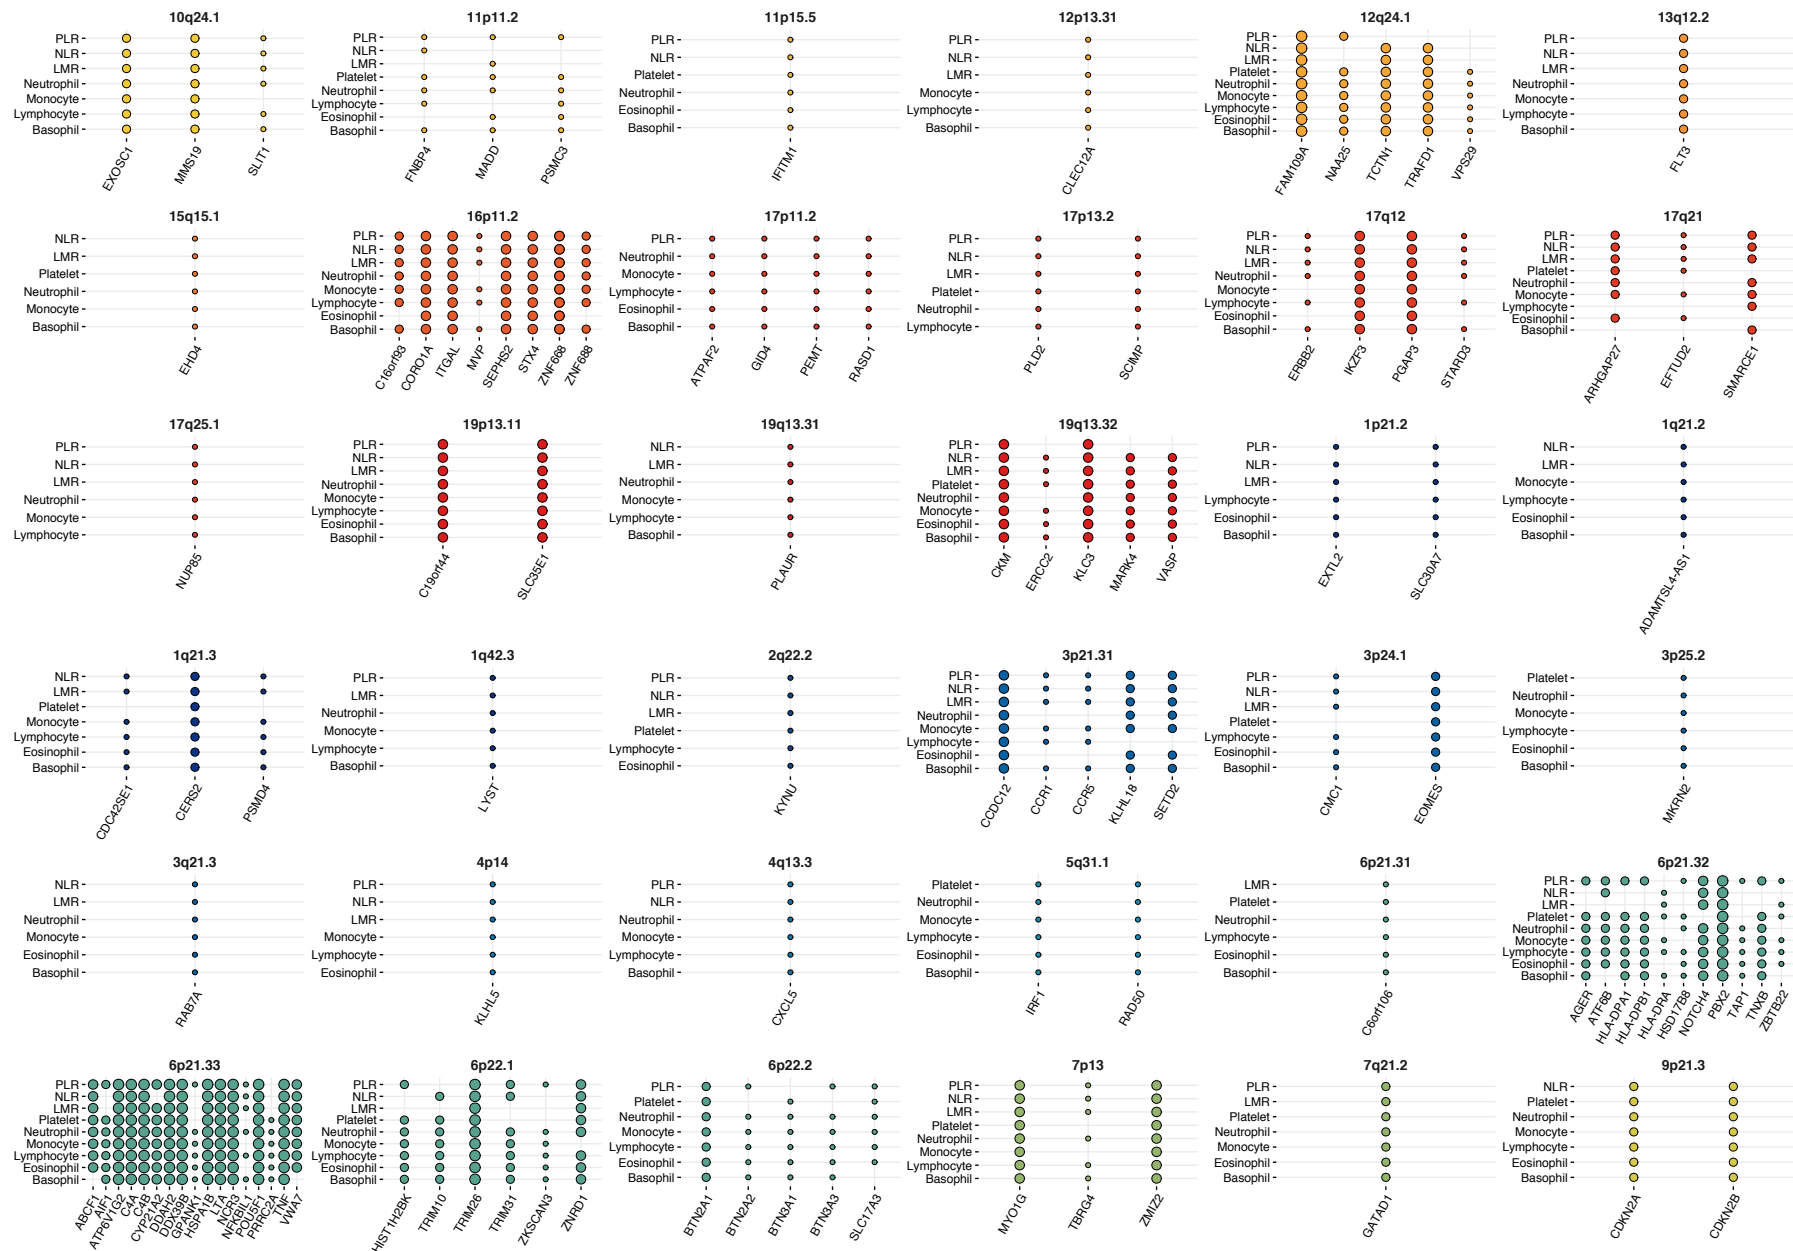 10q24.1
PLR
NLR
LMR
Neutrophil
Monocyte
Lymphocyte
Basophil
EXOSC1
MMS19
SLIT1
11p11.2
PLR
NLR
LMR
Platelet
Neutrophil
Lymphocyte
Eosinophil
Basophil
FNBP4
MADD
PSMC3
11p15.5
PLR
NLR
Platelet
Neutrophil
Eosinophil
Basophil
IFITM1
12p13.31
PLR
NLR
LMR
Monocyte
Lymphocyte
Basophil
CLEC12A
12q24.1
PLR
NLR
LMR
Platelet
Neutrophil
Monocyte
Lymphocyte
Eosinophil
Basophil
FAM109A
NAA25
TCTN1
TRAFD1
VPS29
13q12.2
PLR
NLR
LMR
Neutrophil
Monocyte
Lymphocyte
Basophil
FLT3
15q15.1
NLR
LMR
Platelet
Neutrophil
Monocyte
Basophil
EHD4
16p11.2
PLR
NLR
LMR
Neutrophil
Monocyte
Lymphocyte
Eosinophil
Basophil
C16orf93
CORO1A
ITGAL
MVP
SEPHS2
STX4
ZNF668
ZNF688
17p11.2
PLR
Neutrophil
Monocyte
Lymphocyte
Eosinophil
Basophil
ATPAF2
GID4
PEMT
RASD1
17p13.2
PLR
NLR
LMR
Platelet
Neutrophil
Lymphocyte
PLD2
SCIMP
17q12
PLR
NLR
LMR
Neutrophil
Monocyte
Lymphocyte
Eosinophil
Basophil
ERBB2
IKZF3
PGAP3
STARD3
17q21
PLR
NLR
LMR
Platelet
Neutrophil
Monocyte
Lymphocyte
Eosinophil
Basophil
ARHGAP27
EFTUD2
SMARCE1
17q25.1
PLR
NLR
LMR
Neutrophil
Monocyte
Lymphocyte
NUP85
19p13.11
PLR
NLR
LMR
Neutrophil
Monocyte
Lymphocyte
Eosinophil
Basophil
C19orf44
SLC35E1
19q13.31
NLR
LMR
Neutrophil
Monocyte
Lymphocyte
Basophil
PLAUR
19q13.32
PLR
NLR
LMR
Platelet
Neutrophil
Monocyte
Eosinophil
Basophil
CKM
ERCC2
KLC3
MARK4
VASP
1p21.2
PLR
NLR
LMR
Lymphocyte
Eosinophil
Basophil
EXTL2
SLC30A7
1q21.2
NLR
LMR
Monocyte
Lymphocyte
Eosinophil
Basophil
ADAMTSL4-AS1
1q21.3
NLR
LMR
Platelet
Monocyte
Lymphocyte
Eosinophil
Basophil
CDC42SE1
CERS2
PSMD4
1q42.3
PLR
LMR
Neutrophil
Monocyte
Lymphocyte
Basophil
LYST
2q22.2
PLR
NLR
LMR
Platelet
Lymphocyte
Eosinophil
KYNU
3p21.31
PLR
NLR
LMR
Neutrophil
Monocyte
Lymphocyte
Eosinophil
Basophil
CCDC12
CCR1
CCR5
KLHL18
SETD2
3p24.1
PLR
NLR
LMR
Platelet
Lymphocyte
Eosinophil
Basophil
CMC1
EOMES
3p25.2
Platelet
Neutrophil
Monocyte
Lymphocyte
Eosinophil
Basophil
MKRN2
3q21.3
NLR
LMR
Neutrophil
Monocyte
Eosinophil
Basophil
RAB7A
4p14
PLR
NLR
LMR
Monocyte
Lymphocyte
Eosinophil
KLHL5
4q13.3
PLR
NLR
Neutrophil
Monocyte
Lymphocyte
Basophil
CXCL5
5q31.1
Platelet
Neutrophil
Monocyte
Lymphocyte
Eosinophil
Basophil
IRF1
RAD50
6p21.31
LMR
Platelet
Neutrophil
Lymphocyte
Eosinophil
Basophil
C6orf106
6p21.32
PLR
NLR
LMR
Platelet
Neutrophil
Monocyte
Lymphocyte
Eosinophil
Basophil
AGER
ATF6B
HLA-DPA1
HLA-DPB1
HLA-DRA
HSD17B8
NOTCH4
PBX2
TAP1
TNXB
ZBTB22
6p21.33
PLR
NLR
LMR
Platelet
Neutrophil
Monocyte
Lymphocyte
Eosinophil
Basophil
ABCF1
AIF1
ATP6V1G2
C4A
C4B
CYP21A2
DDAH2
DDX39B
GPANK1
HSPA1B
LTA
NCR3
NFKBIL1
POU5F1
PRRC2A
TNF
VWA7
6p22.1
PLR
NLR
LMR
Platelet
Neutrophil
Monocyte
Lymphocyte
Eosinophil
Basophil
HIST1H2BK
TRIM10
TRIM26
TRIM31
ZKSCAN3
ZNRD1
6p22.2
PLR
Platelet
Neutrophil
Monocyte
Lymphocyte
Eosinophil
Basophil
BTN2A1
BTN2A2
BTN3A1
BTN3A3
SLC17A3
7p13
PLR
NLR
LMR
Platelet
Neutrophil
Monocyte
Lymphocyte
Basophil
MYO1G
TBRG4
ZMIZ2
7q21.2
PLR
LMR
Platelet
Neutrophil
Monocyte
Eosinophil
Basophil
GATAD1
9p21.3
NLR
Platelet
Neutrophil
Monocyte
Lymphocyte
Eosinophil
Basophil
CDKN2A
CDKN2B